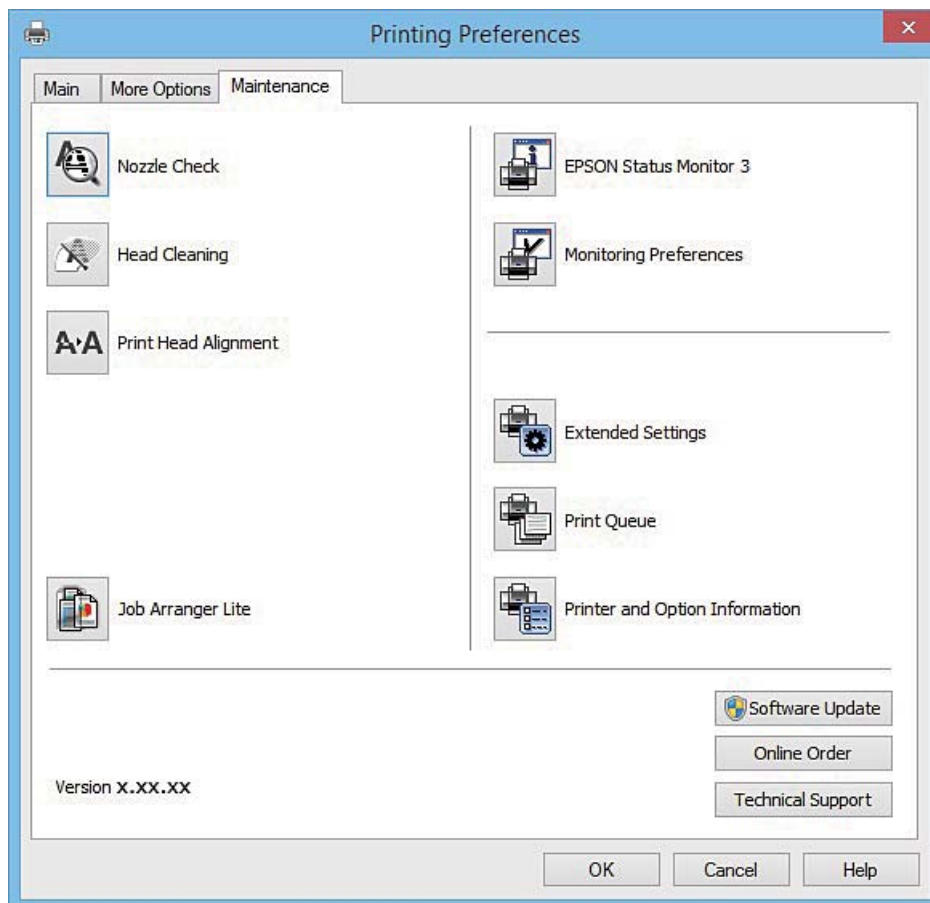 Printing Preferences
Main
More Options
Maintenance
Nozzle Check
Head Cleaning
A·A Print Head Alignment
Job Arranger Lite
EPSON Status Monitor 3
Monitoring Preferences
Extended Settings
Print Queue
Printer and Option Information
Software Update
Online Order
Technical Support
Version X.XX.XX
OK
Cancel
Help